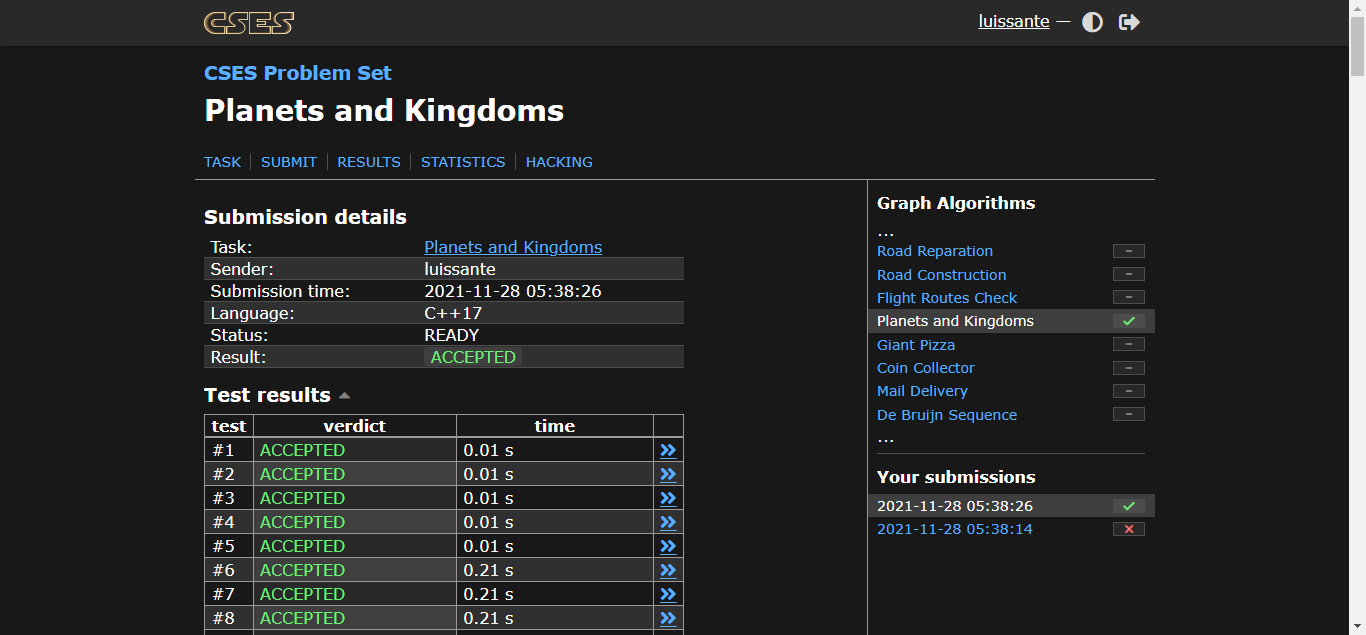 CSES
luissante —
CSES Problem Set
Planets and Kingdoms
TASK SUBMIT RESULTS STATISTICS HACKING
Submission details
Task: Planets and Kingdoms
Sender: luissante
Submission time: 2021-11-28 05:38:26
Language: C++17
Status: READY
Result: ACCEPTED
Test results
test verdict time
#1 ACCEPTED 0.01 s
#2 ACCEPTED 0.01 s
#3 ACCEPTED 0.01 s
#4 ACCEPTED 0.01 s
#5 ACCEPTED 0.01 s
#6 ACCEPTED 0.21 s
#7 ACCEPTED 0.21 s
#8 ACCEPTED 0.21 s
Graph Algorithms
...
Road Reparation –
Road Construction –
Flight Routes Check –
Planets and Kingdoms
Giant Pizza –
Coin Collector –
Mail Delivery –
De Bruijn Sequence –
...
Your submissions
2021-11-28 05:38:26
2021-11-28 05:38:14